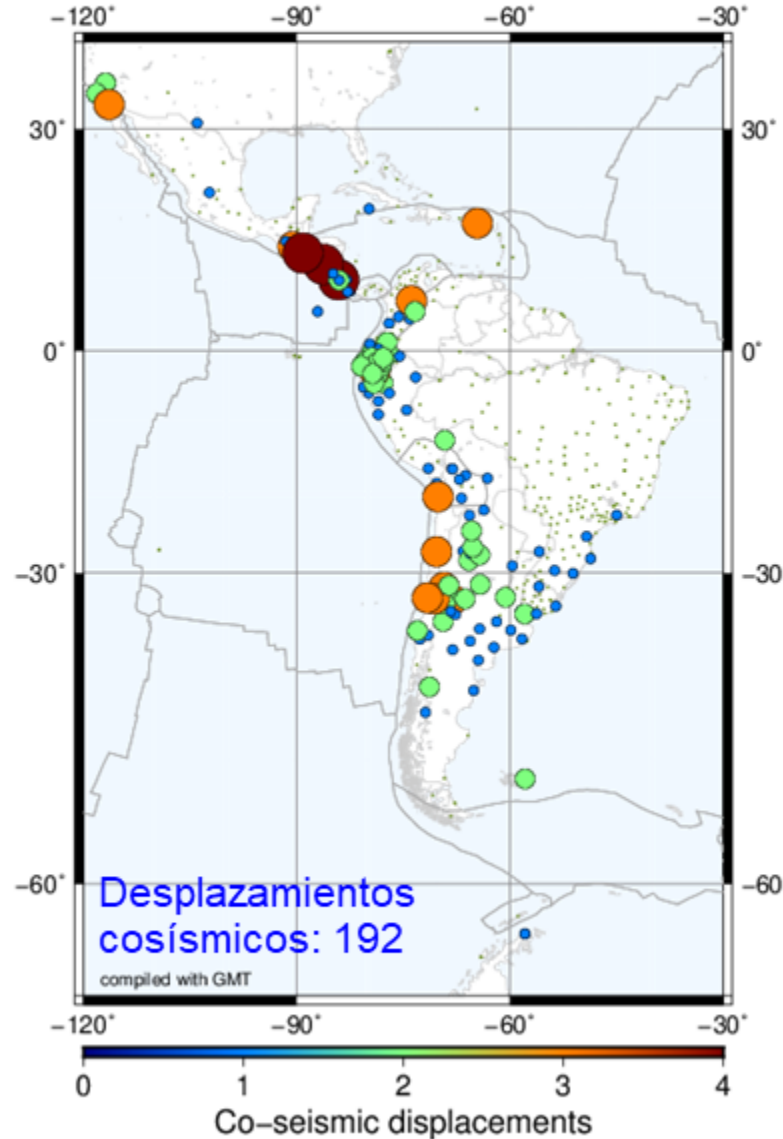 −120˚ −90˚ −60˚ −30˚
30˚ 30˚
0˚ 0˚
−30˚ −30
−60˚ −60
Desplazamientos
cosísmicos: 192
compiled with GMT
−120˚ −90˚ −60˚ −30˚
0 1 2 3 4
Co-seismic displacements